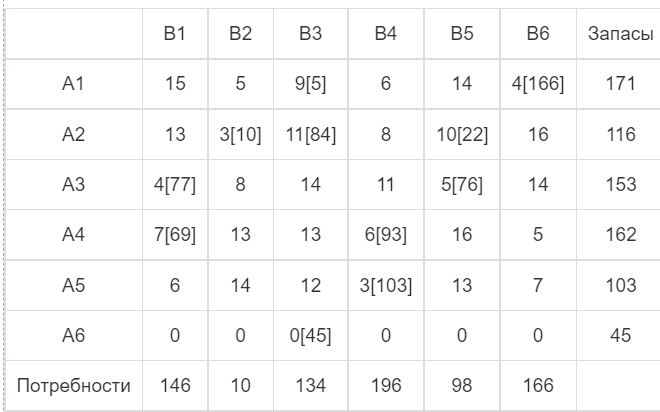 B1 B2 B3 B4 B5 B6 Запасы
A1 15 5 9[5] 6 14 4[166] 171
A2 13 3[10] 11[84] 8 10[22] 16 116
A3 4[77] 8 14 11 5[76] 14 153
A4 7[69] 13 13 6[93] 16 5 162
A5 6 14 12 3[103] 13 7 103
A6 0 0 0[45] 0 0 0 45
Потребности 146 10 134 196 98 166